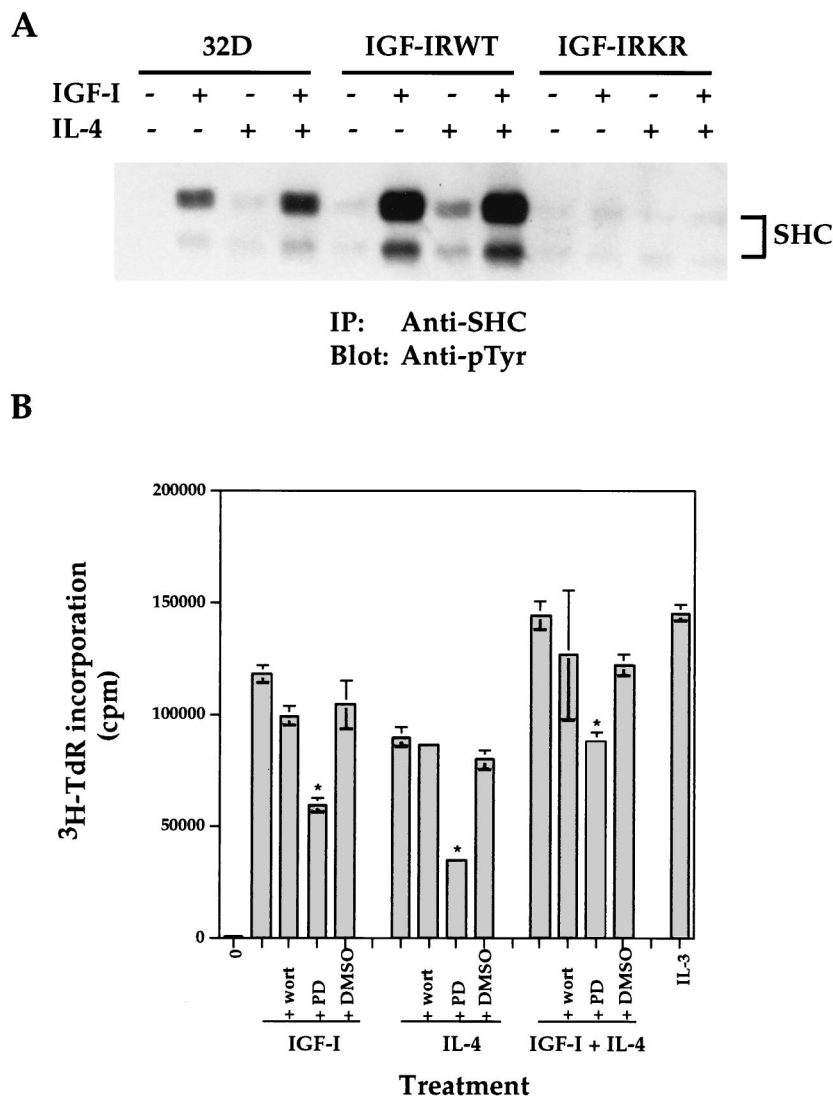 A
32D IGF-IRWT IGF-IRKR
IGF-I - + - + - + - + - + - +
IL-4 - - + + - - + + - - + +
SHC
IP: Anti-SHC
Blot: Anti-pTyr
B
200000
150000
100000
50000
0
³H-TdR incorporation
(cpm)
* * *
0 + wort + PD + DMSO + wort + PD + DMSO + wort + PD + DMSO IL-3
IGF-I IL-4 IGF-I + IL-4
Treatment